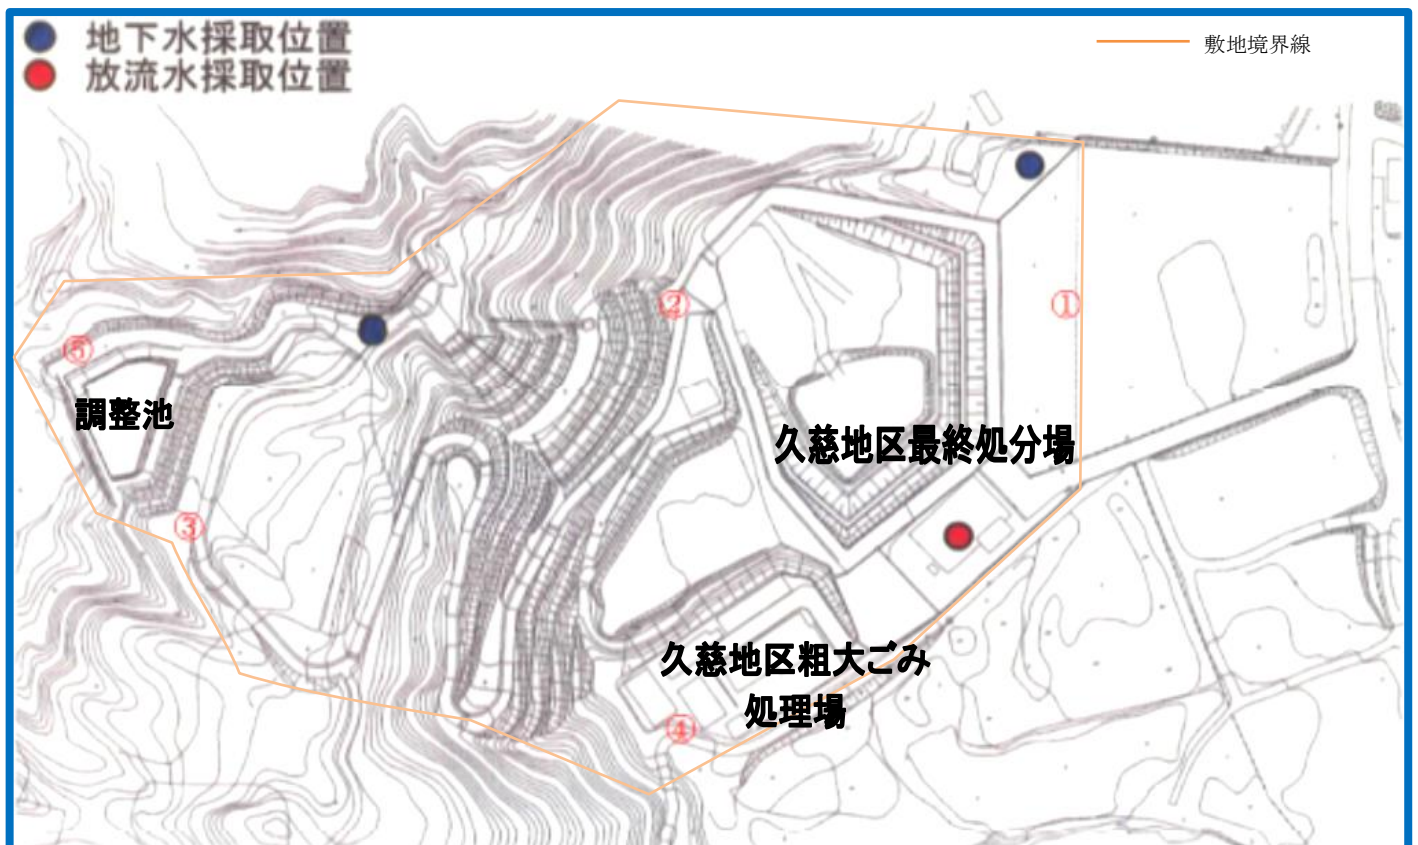 地下水採取位置
放流水採取位置
敷地境界線
②
①
⑤
調整池
久慈地区最終処分場
③
久慈地区粗大ごみ
処理場
④